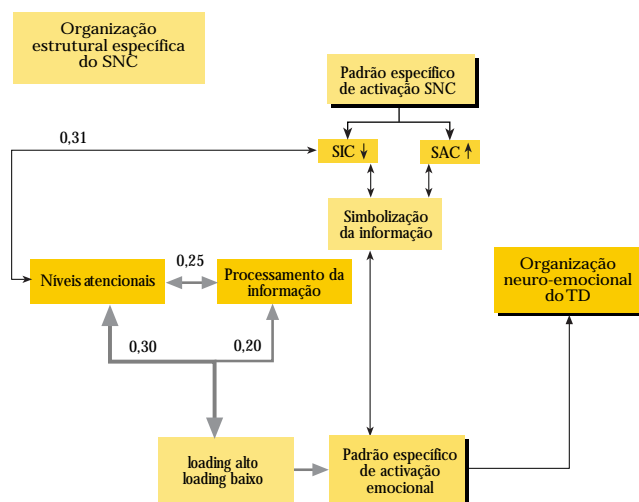 Organização
estrutural específica
do SNC
Padrão específico
de activação SNC
0,31
SIC ↓
SAC ↑
Simbolização
da informação
0,25
Níveis atencionais
Processamento da
informação
Organização
neuro-emocional
do TD
0,30
0,20
loading alto
loading baixo
Padrão específico
de activação
emocional